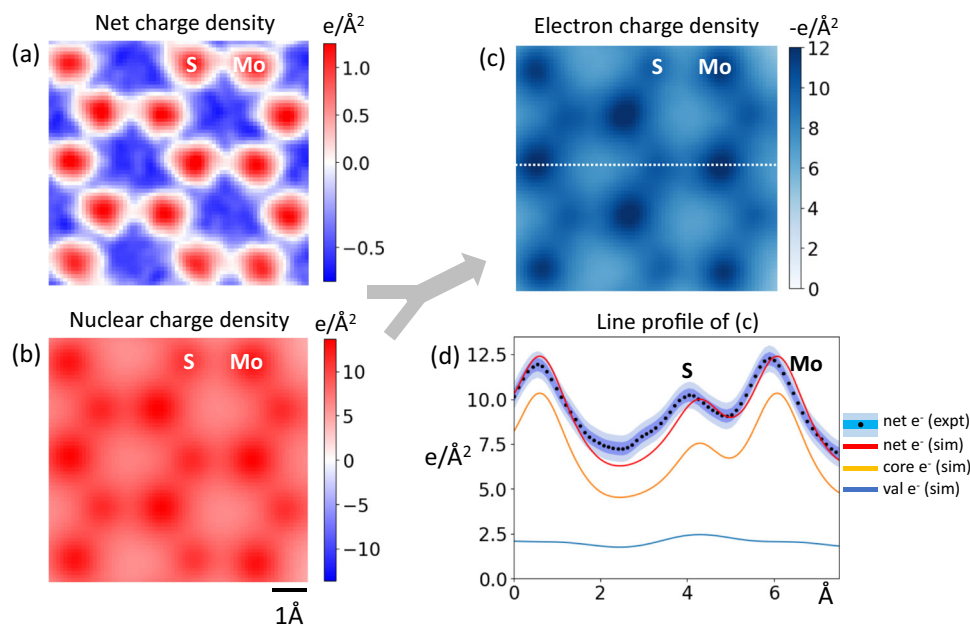 Net charge density
e/Å²
(a)
S Mo
1.0
0.5
0.0
−0.5
Nuclear charge density
e/Å²
(b)
S Mo
10
5
0
−5
−10
1Å
Electron charge density
-e/Å²
(c)
S Mo
12
10
8
6
4
2
0
Line profile of (c)
(d)
12.5
10.0
7.5
5.0
2.5
0.0
e/Å²
S
Mo
0 2 4 6 Å
net e⁻ (expt)
net e⁻ (sim)
core e⁻ (sim)
val e⁻ (sim)